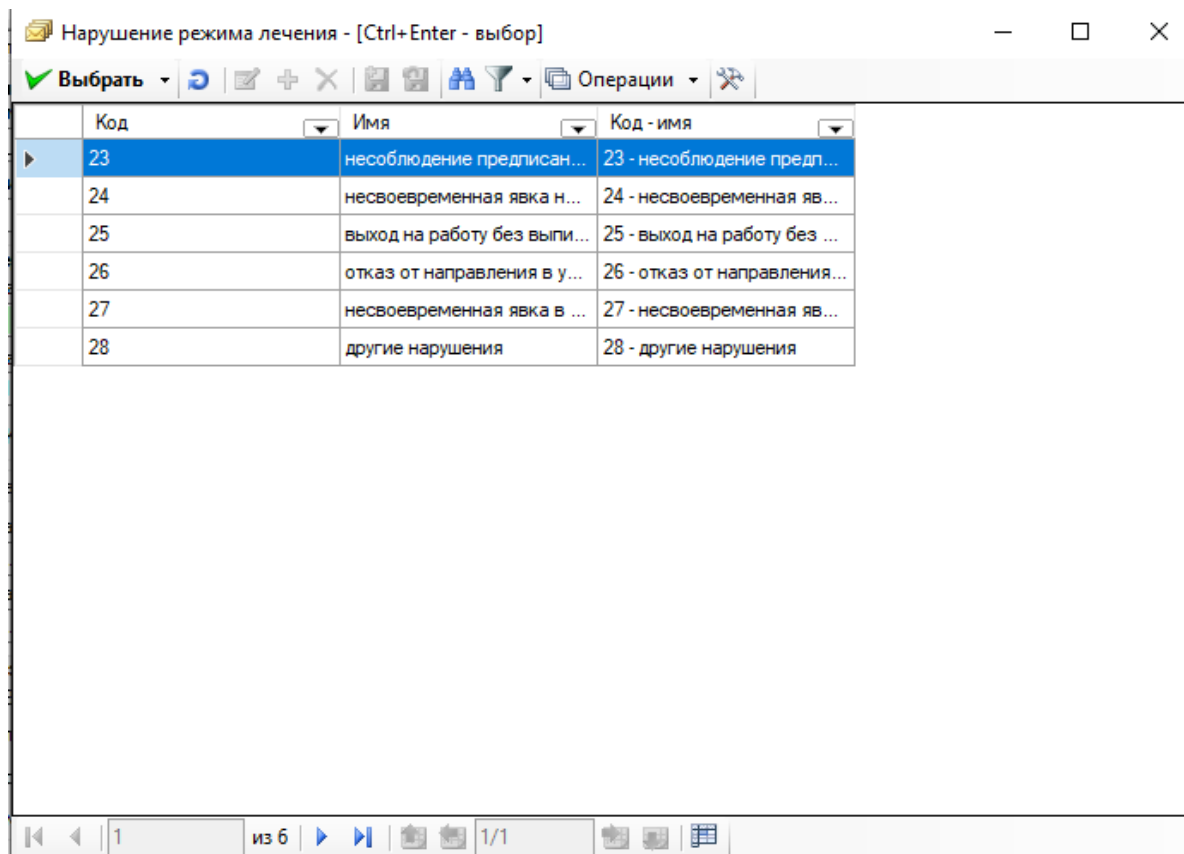 Нарушение режима лечения - [Ctrl+Enter - выбор]
Выбрать Операции
Код Имя Код - имя
23 несоблюдение предписан... 23 - несоблюдение предп...
24 несвоевременная явка н... 24 - несвоевременная яв...
25 выход на работу без выпи... 25 - выход на работу без ...
26 отказ от направления в у... 26 - отказ от направления...
27 несвоевременная явка в ... 27 - несвоевременная яв...
28 другие нарушения 28 - другие нарушения
1 из 6 1/1